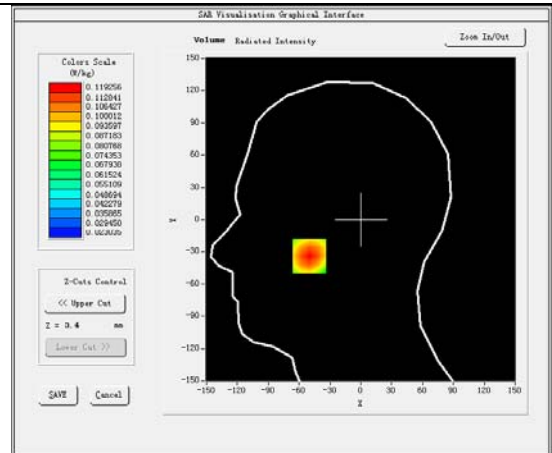 SAR Visualisation Graphical Interface
Volume Radiated Intensity
Zoom In/Out
Colors Scale
(W/kg)
0.119256
0.112841
0.106427
0.100012
0.093597
0.087183
0.080768
0.074353
0.067938
0.061524
0.055109
0.048694
0.042279
0.035865
0.029450
0.023035
150
120
90
60
30
0
-30
-60
-90
-120
-150
Y
-150 -120 -90 -60 -30 0 30 60 90 120 150
X
Z-Cuts Control
<< Upper Cut
Z = 3.4 mm
Lower Cut >>
SAVE Cancel